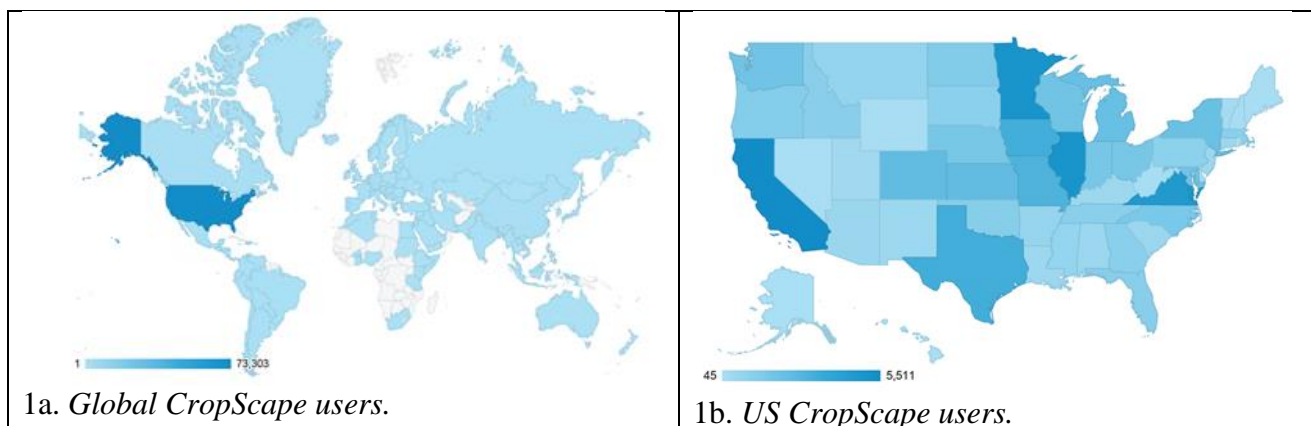 1 73,303
1a. Global CropScape users.
45 5,511
1b. US CropScape users.